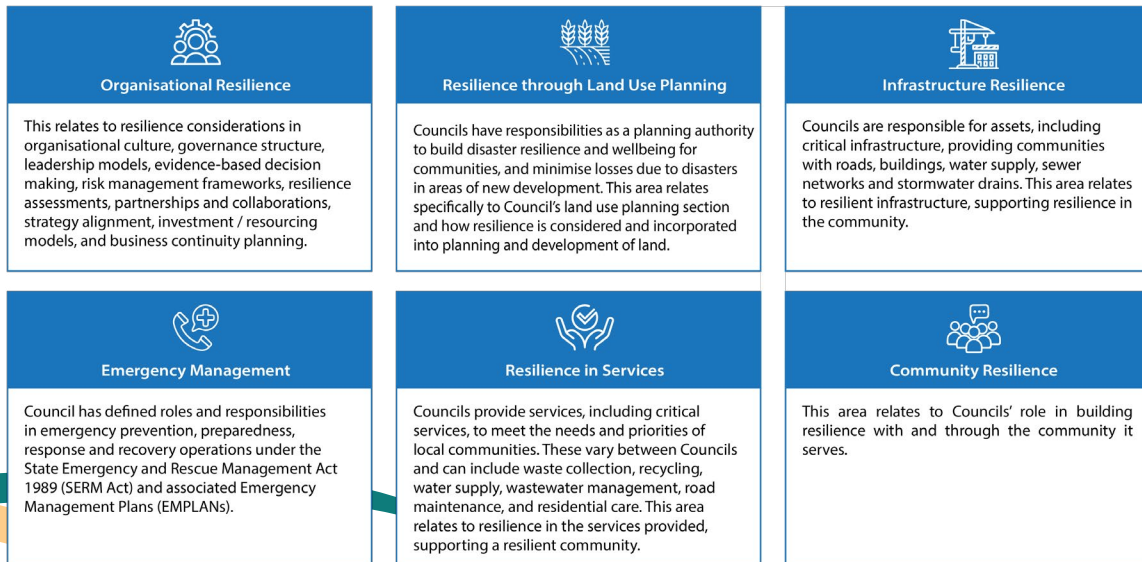 Organisational Resilience
This relates to resilience considerations in
organisational culture, governance structure,
leadership models, evidence-based decision
making, risk management frameworks, resilience
assessments, partnerships and collaborations,
strategy alignment, investment / resourcing
models, and business continuity planning.
Resilience through Land Use Planning
Councils have responsibilities as a planning authority
to build disaster resilience and wellbeing for
communities, and minimise losses due to disasters
in areas of new development. This area relates
specifically to Council's land use planning section
and how resilience is considered and incorporated
into planning and development of land.
Infrastructure Resilience
Councils are responsible for assets, including
critical infrastructure, providing communities
with roads, buildings, water supply, sewer
networks and stormwater drains. This area relates
to resilient infrastructure, supporting resilience in
the community.
Emergency Management
Council has defined roles and responsibilities
in emergency prevention, preparedness,
response and recovery operations under the
State Emergency and Rescue Management Act
1989 (SERM Act) and associated Emergency
Management Plans (EMPLANs).
Resilience in Services
Councils provide services, including critical
services, to meet the needs and priorities of
local communities. These vary between Councils
and can include waste collection, recycling,
water supply, wastewater management, road
maintenance, and residential care. This area
relates to resilience in the services provided,
supporting a resilient community.
Community Resilience
This area relates to Councils' role in building
resilience with and through the community it
serves.